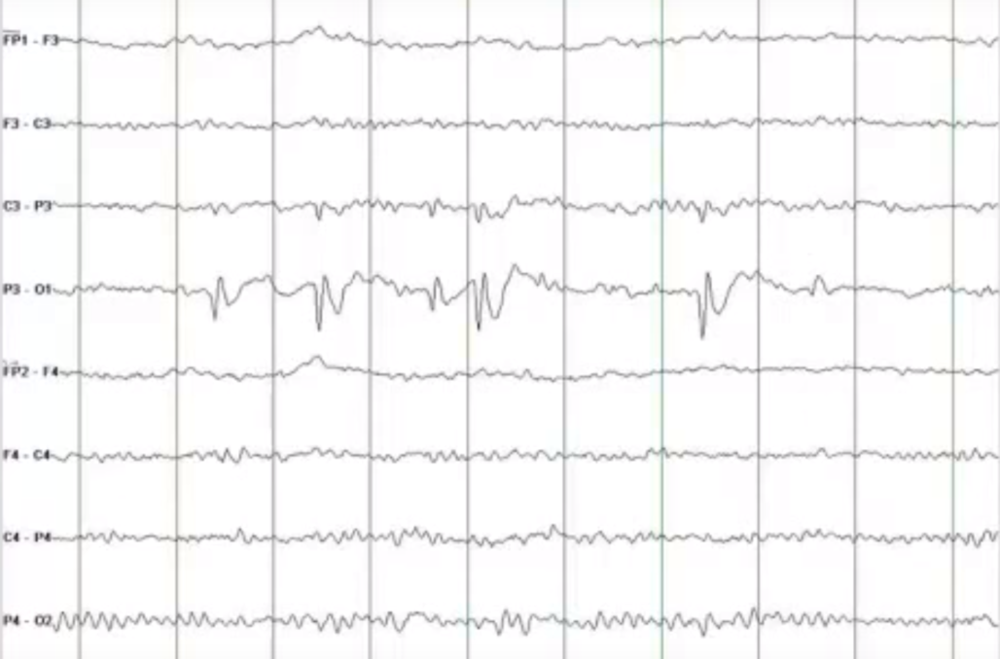 FP1 - F3
F3 - C3
C3 - P3
P3 - O1
FP2 - F4
F4 - C4
C4 - P4
P4 - O2